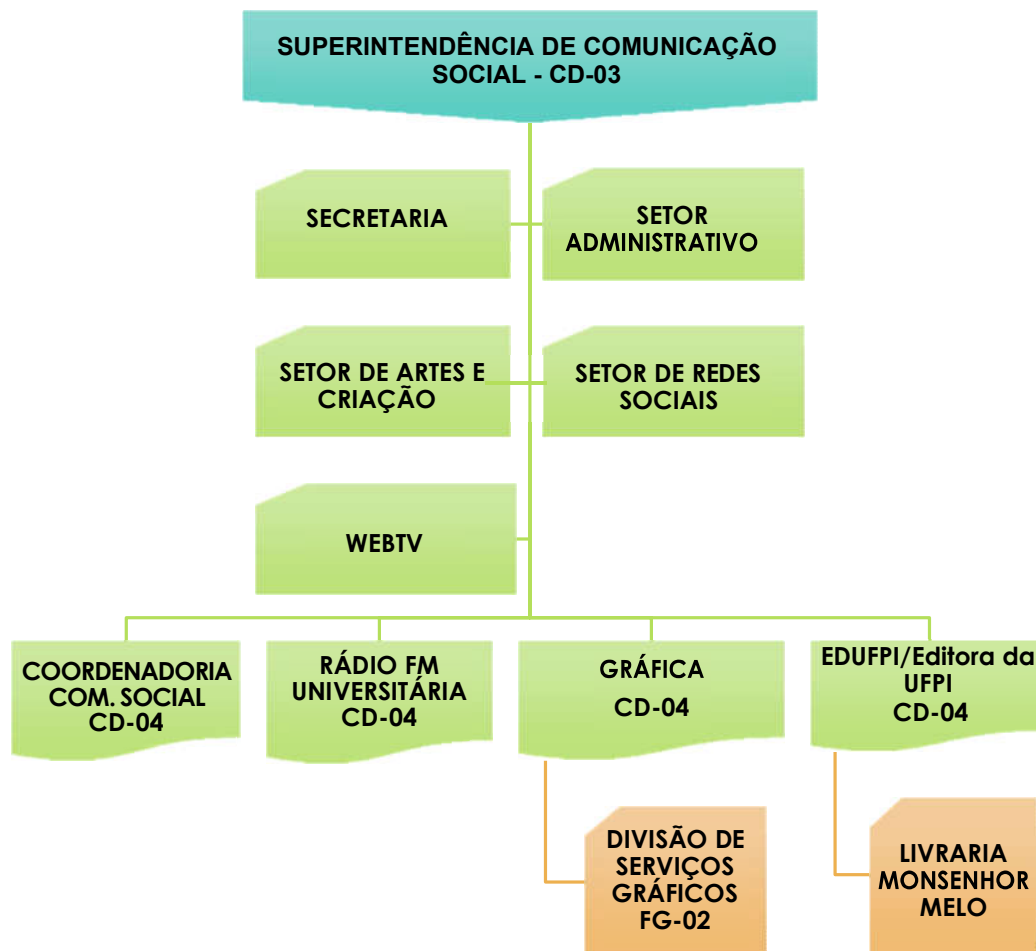 SUPERINTENDÊNCIA DE COMUNICAÇÃO
SOCIAL - CD-03
SECRETARIA
SETOR
ADMINISTRATIVO
SETOR DE ARTES E
CRIAÇÃO
SETOR DE REDES
SOCIAIS
WEBTV
COORDENADORIA
COM. SOCIAL
CD-04
RÁDIO FM
UNIVERSITÁRIA
CD-04
GRÁFICA
CD-04
EDUFPI/Editora da
UFPI
CD-04
DIVISÃO DE
SERVIÇOS
GRÁFICOS
FG-02
LIVRARIA
MONSENHOR
MELO